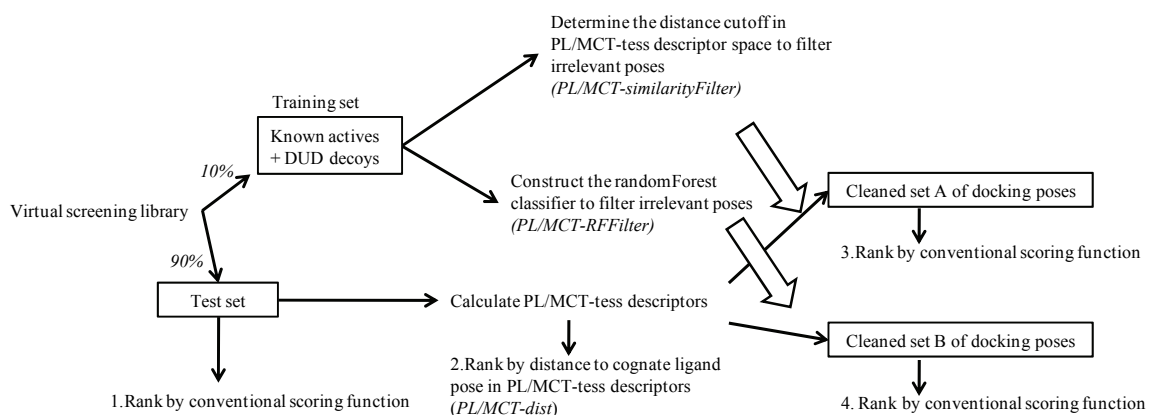 Determine the distance cutoff in
PL/MCT-tess descriptor space to filter
irrelevant poses
(PL/MCT-similarityFilter)
Training set
Known actives
+ DUD decoys
10%
Construct the randomForest
classifier to filter irrelevant poses
(PL/MCT-RFFilter)
Virtual screening library
Cleaned set A of docking poses
3.Rank by conventional scoring function
90%
Test set
Calculate PL/MCT-tess descriptors
Cleaned set B of docking poses
1.Rank by conventional scoring function
2.Rank by distance to cognate ligand
pose in PL/MCT-tess descriptors
(PL/MCT-dist)
4. Rank by conventional scoring function